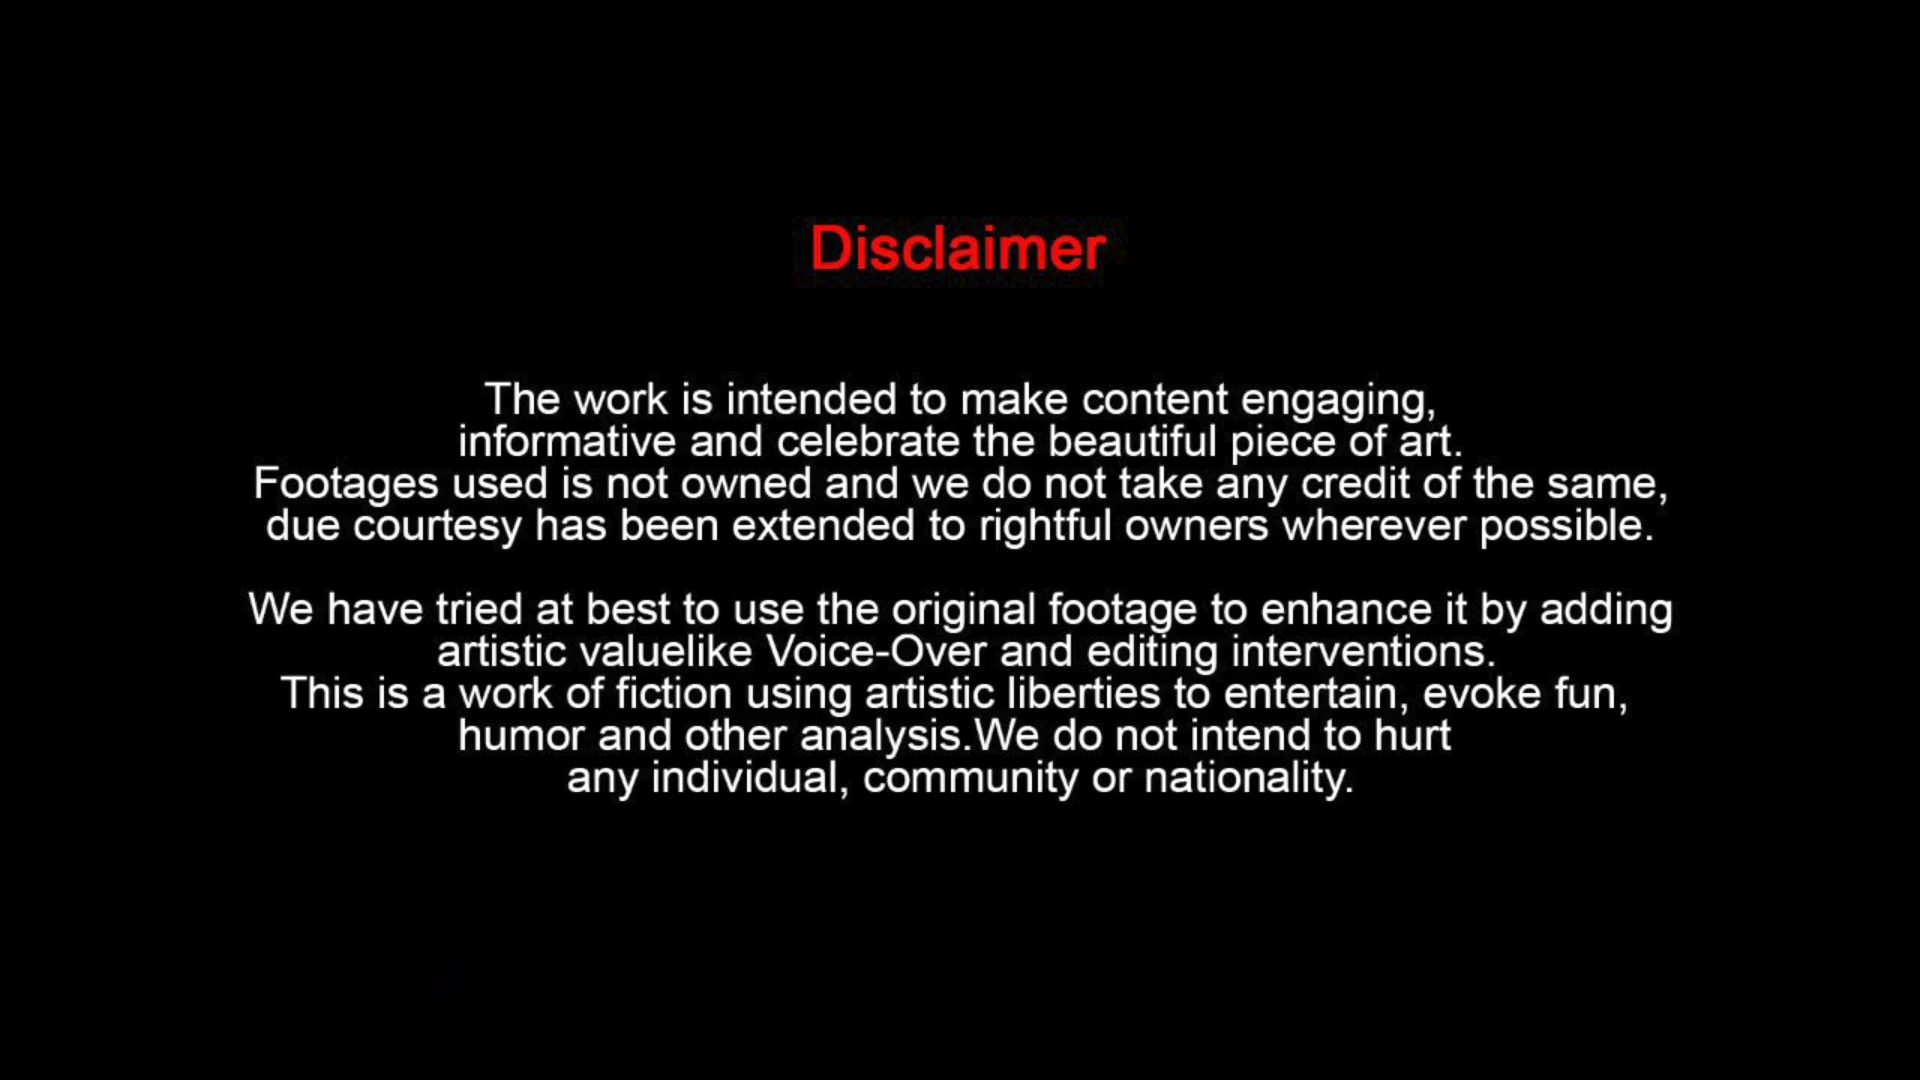 Disclaimer
The work is intended to make content engaging,
informative and celebrate the beautiful piece of art.
Footages used is not owned and we do not take any credit of the same,
due courtesy has been extended to rightful owners wherever possible.
We have tried at best to use the original footage to enhance it by adding
artistic valuelike Voice-Over and editing interventions.
This is a work of fiction using artistic liberties to entertain, evoke fun,
humor and other analysis.We do not intend to hurt
any individual, community or nationality.